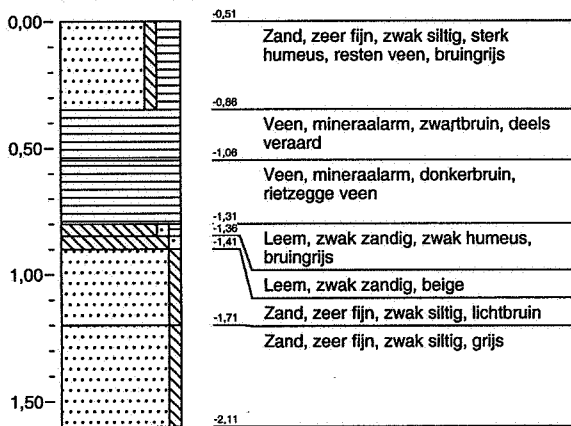 0,00
-0,51
Zand, zeer fijn, zwak siltig, sterk
humeus, resten veen, bruingrijs
-0,86
Veen, mineraalarm, zwartbruin, deels
veraard
0,50
-1,06
Veen, mineraalarm, donkerbruin,
rietzegge veen
-1,31
-1,36
-1,41
Leem, zwak zandig, zwak humeus,
bruingrijs
1,00
Leem, zwak zandig, beige
Zand, zeer fijn, zwak siltig, lichtbruin
-1,71
Zand, zeer fijn, zwak siltig, grijs
1,50
-2,11